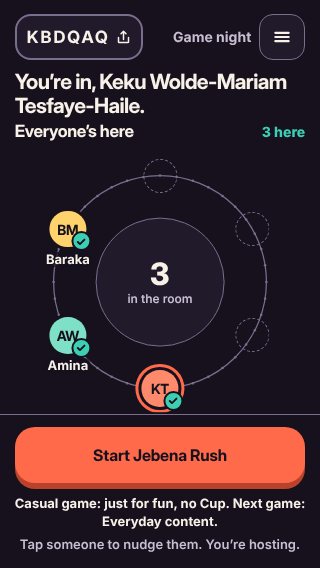 KBDQAQ
Game night
You're in, Keku Wolde-Mariam
Tesfaye-Haile.
Everyone's here
3 here
BM
Baraka
3
in the room
AW
Amina
KT
Start Jebena Rush
Casual game: just for fun, no Cup. Next game:
Everyday content.
Tap someone to nudge them. You're hosting.